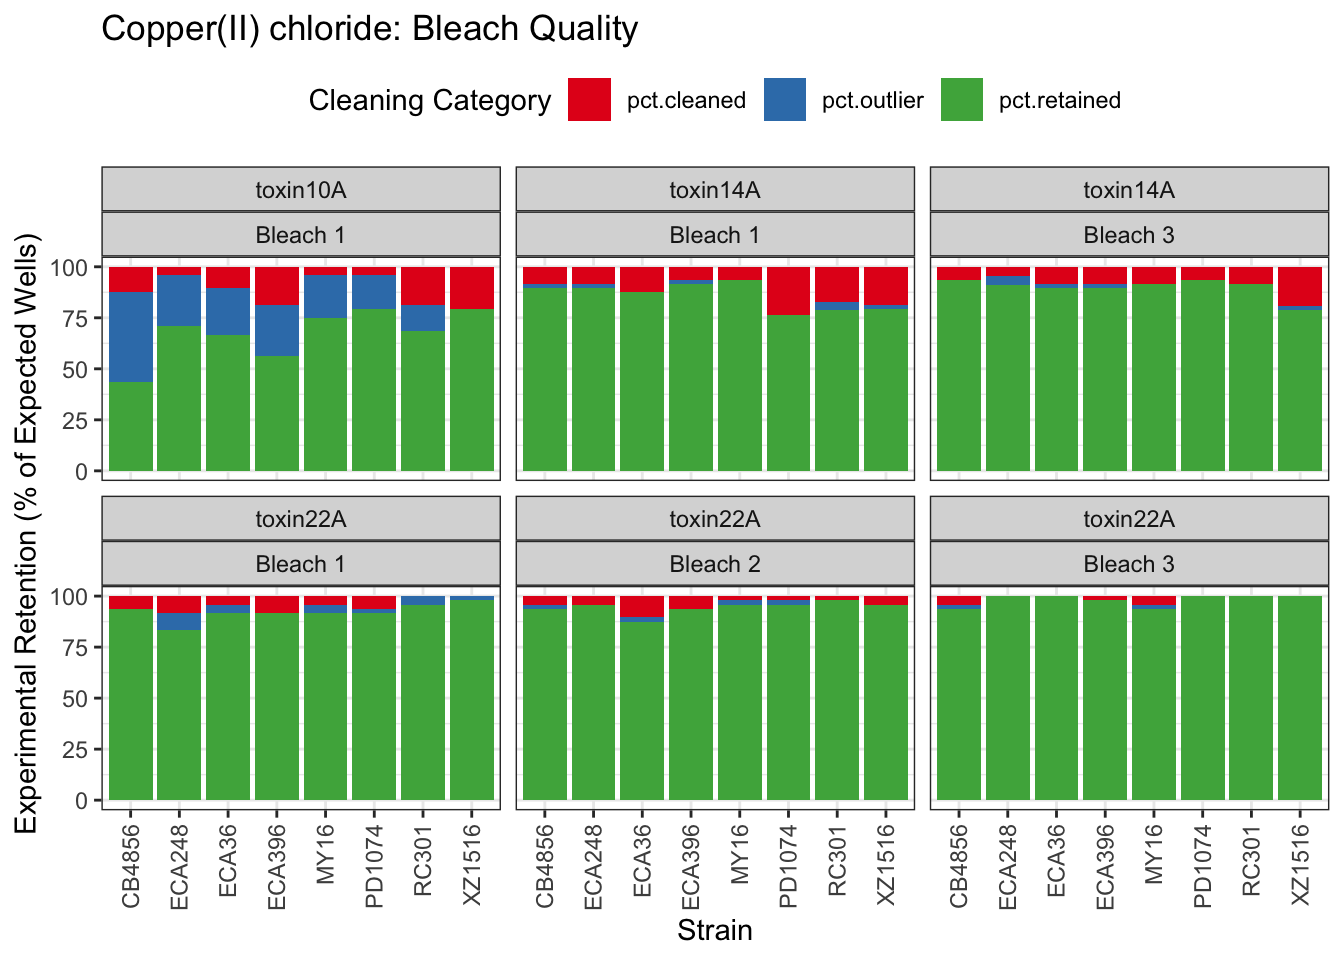 Copper(II) chloride: Bleach Quality
Cleaning Category pct.cleaned pct.outlier pct.retained
toxin10A toxin14A toxin14A
Bleach 1 Bleach 1 Bleach 3
100
75
50
25
0
toxin22A toxin22A toxin22A
Bleach 1 Bleach 2 Bleach 3
100
75
50
25
0
Experimental Retention (% of Expected Wells)
CB4856 ECA248 ECA36 ECA396 MY16 PD1074 RC301 XZ1516 CB4856 ECA248 ECA36 ECA396 MY16 PD1074 RC301 XZ1516 CB4856 ECA248 ECA36 ECA396 MY16 PD1074 RC301 XZ1516
Strain